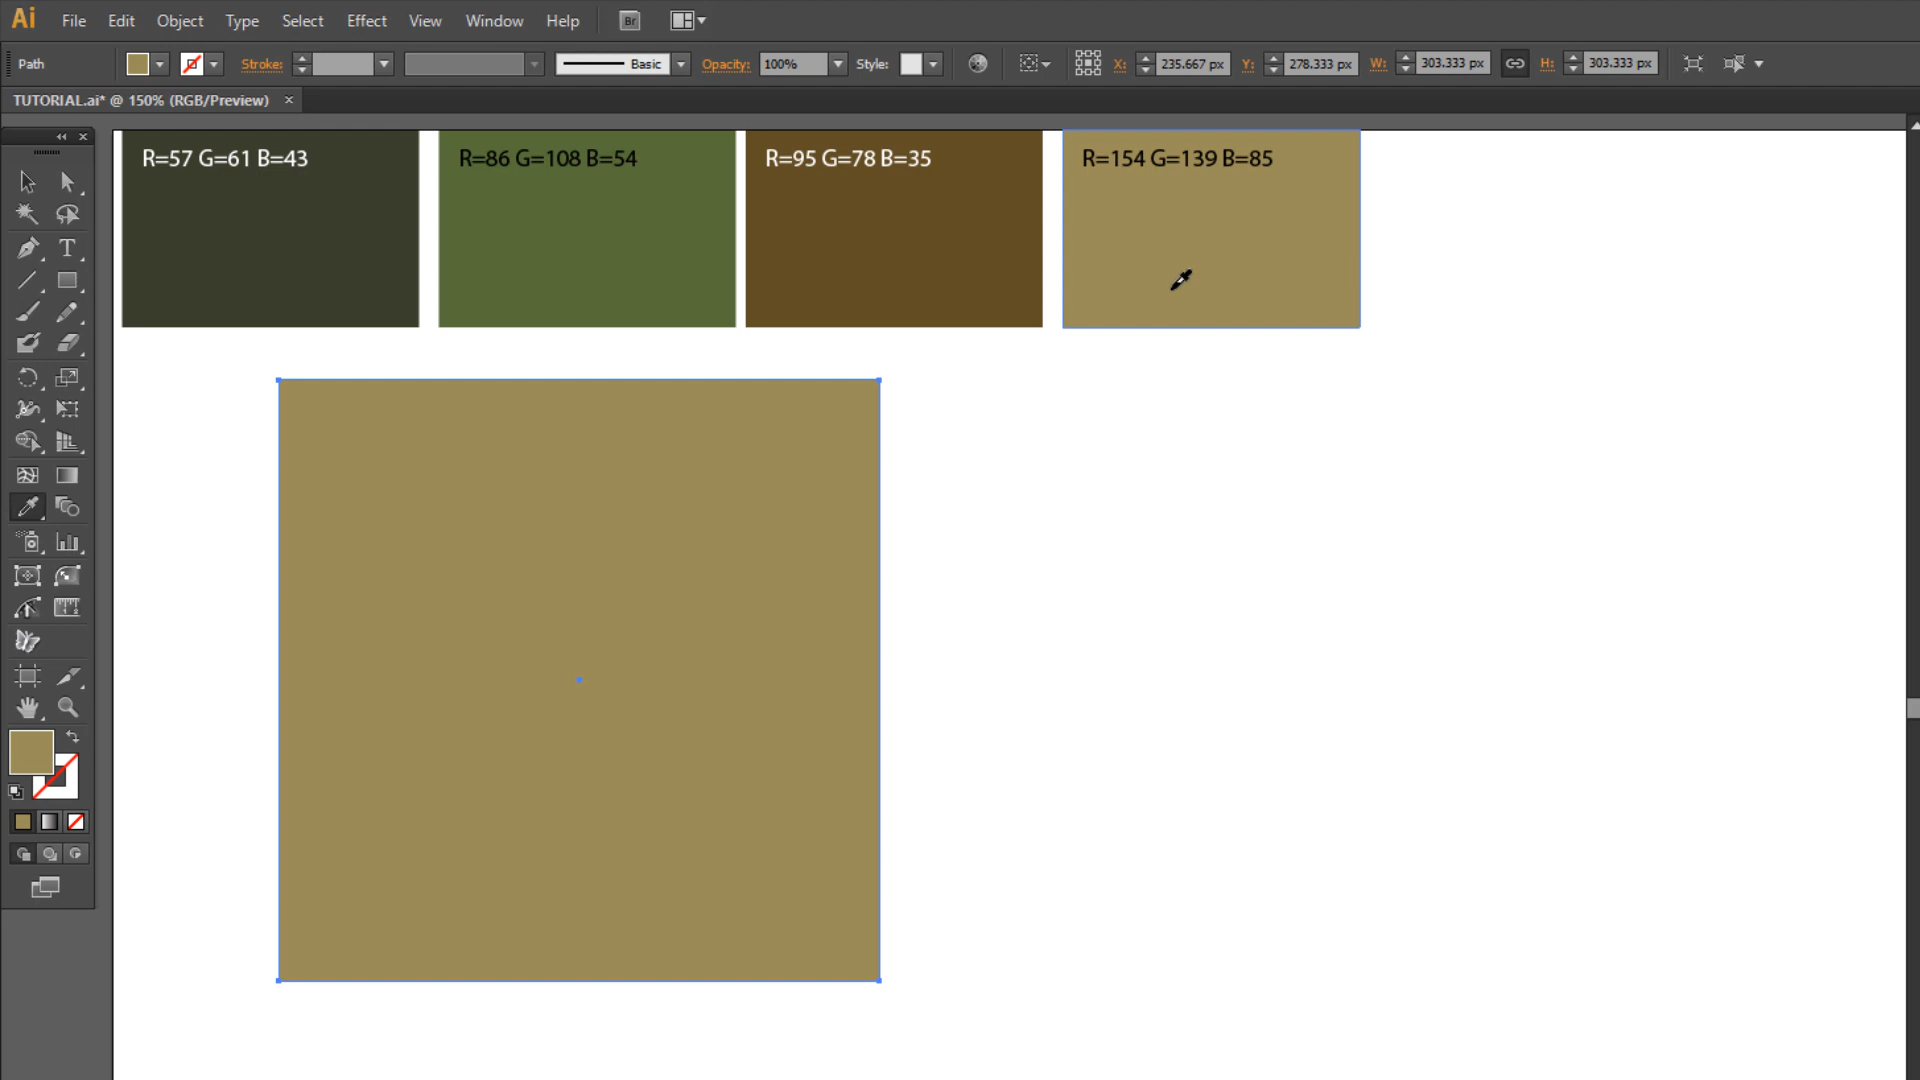 Ai File Edit Object Type Select Effect View Window Help Br
Path Stroke: Basic Opacity: 100% Style: X: 235.667 px Y: 278.333 px W: 303.333 px H: 303.333 px
TUTORIAL.ai* @ 150% (RGB/Preview)
R=57 G=61 B=43 R=86 G=108 B=54 R=95 G=78 B=35 R=154 G=139 B=85